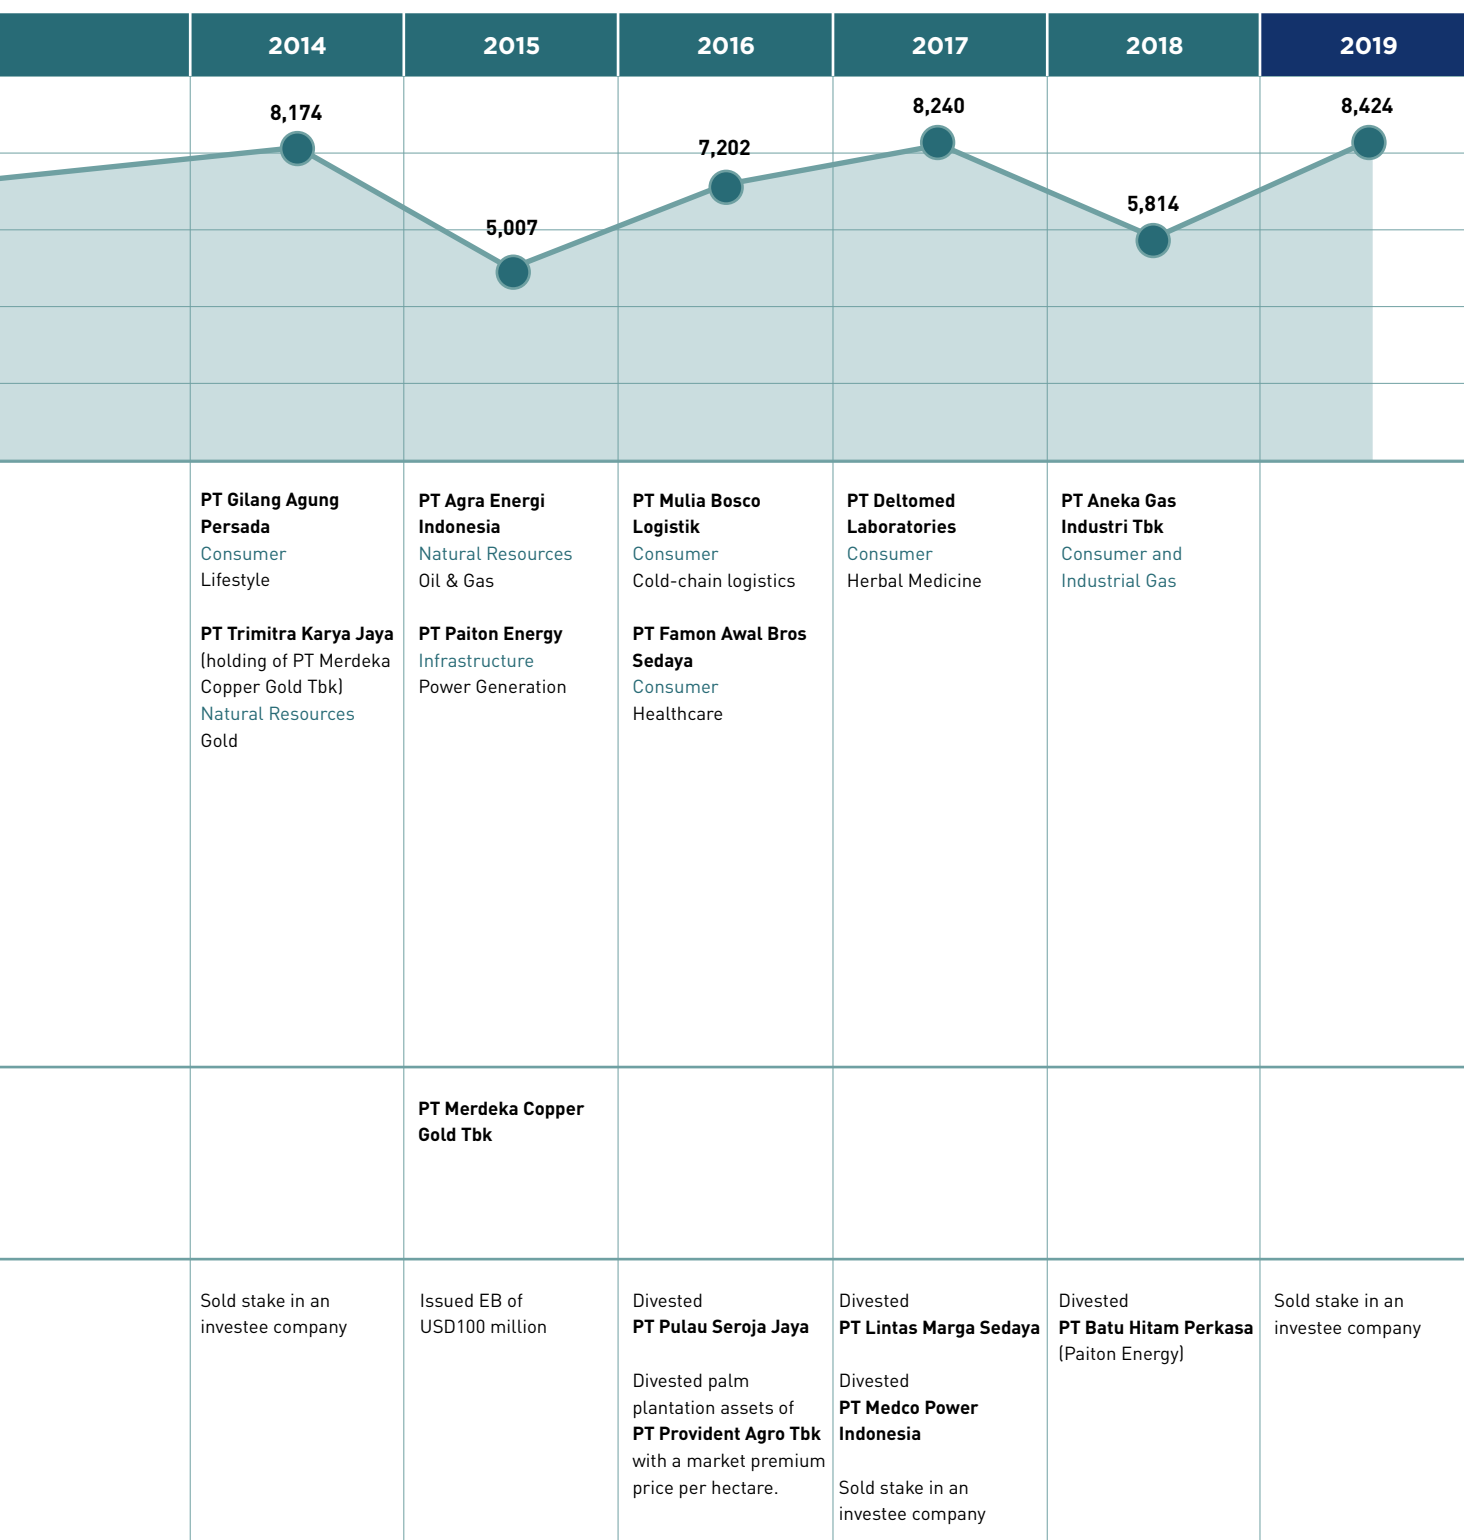 2014
2015
2016
2017
2018
2019
8,174
5,007
7,202
8,240
5,814
8,424
PT Gilang Agung
Persada
Consumer
Lifestyle
PT Trimitra Karya Jaya
(holding of PT Merdeka
Copper Gold Tbk)
Natural Resources
Gold
PT Agra Energi
Indonesia
Natural Resources
Oil & Gas
PT Paiton Energy
Infrastructure
Power Generation
PT Mulia Bosco
Logistik
Consumer
Cold-chain logistics
PT Famon Awal Bros
Sedaya
Consumer
Healthcare
PT Deltomed
Laboratories
Consumer
Herbal Medicine
PT Aneka Gas
Industri Tbk
Consumer and
Industrial Gas
PT Merdeka Copper
Gold Tbk
Sold stake in an
investee company
Issued EB of
USD100 million
Divested
PT Pulau Seroja Jaya
Divested palm
plantation assets of
PT Provident Agro Tbk
with a market premium
price per hectare.
Divested
PT Lintas Marga Sedaya
Divested
PT Medco Power
Indonesia
Sold stake in an
investee company
Divested
PT Batu Hitam Perkasa
(Paiton Energy)
Sold stake in an
investee company